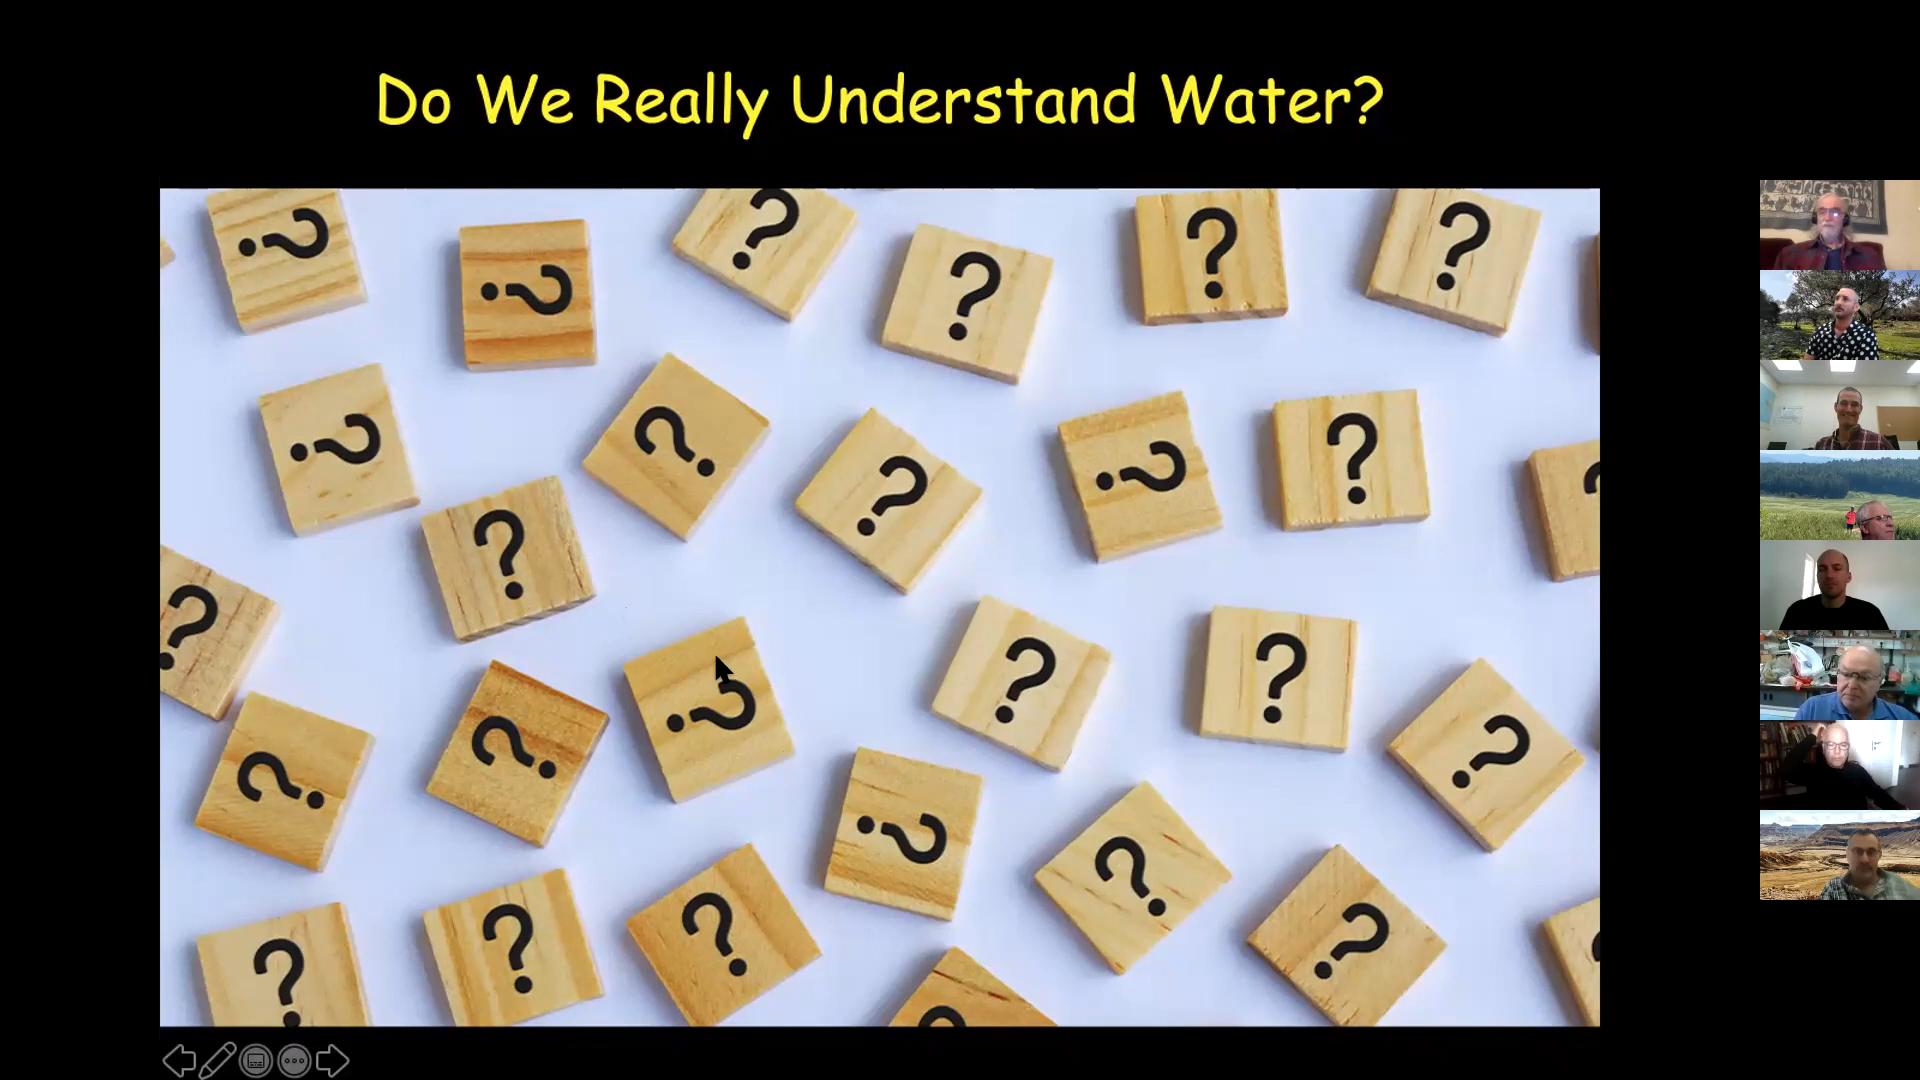 Do We Really Understand Water?
? ? ? ? ? ?
? ? ? ? ? ?
? ?
? ? ? ?
? ? ?
? ?
? ? ? ? ?